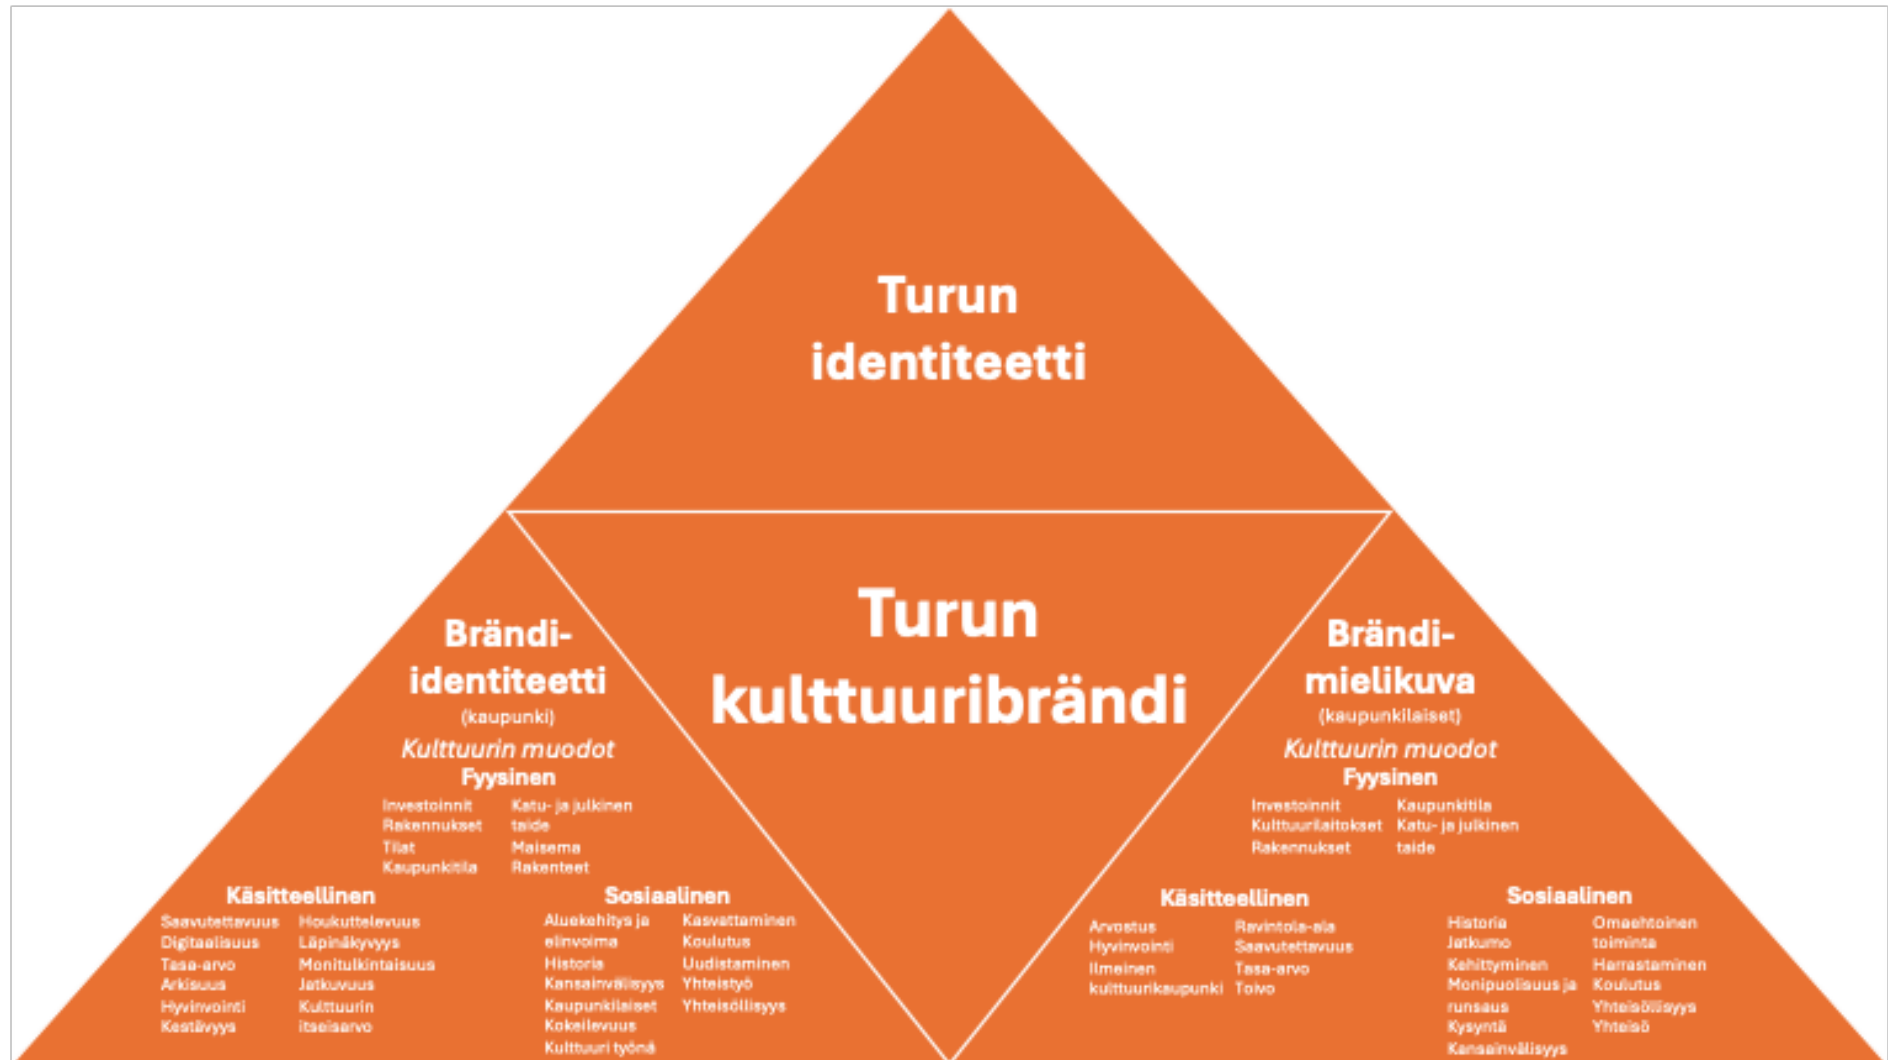 Turun
identiteetti
Turun
kulttuuribrändi
Brändi-
identiteetti
(kaupunki)
Kulttuurin muodot
Fyysinen
Investoinnit
Rakennukset
Tilat
Kaupunkitila
Katu- ja julkinen
taide
Maisema
Rakenteet
Käsitteellinen
Saavutettavuus
Digitaalisuus
Tasa-arvo
Arkisuus
Hyvinvointi
Kestävyys
Houkuttelevuus
Läpinäkyvyys
Monitulkintaisuus
Jatkuvuus
Kulttuurin
itseisarvo
Sosiaalinen
Aluekehitys ja
elinvoima
Historia
Kansainvälisyys
Kaupunkilaiset
Kokeilevuus
Kulttuuri työnä
Kasvattaminen
Koulutus
Uudistaminen
Yhteistyö
Yhteisöllisyys
Brändi-
mielikuva
(kaupunkilaiset)
Kulttuurin muodot
Fyysinen
Investoinnit
Kulttuurilaitokset
Rakennukset
Kaupunkitila
Katu- ja julkinen
taide
Käsitteellinen
Arvostus
Hyvinvointi
Ilmeinen
kulttuurikaupunki
Ravintola-ala
Saavutettavuus
Tasa-arvo
Toivo
Sosiaalinen
Historia
Jatkumo
Kehittyminen
Monipuolisuus ja
runsaus
Kysyntä
Kansainvälisyys
Omaehtoinen
toiminta
Harrastaminen
Koulutus
Yhteisöllisyys
Yhteisö